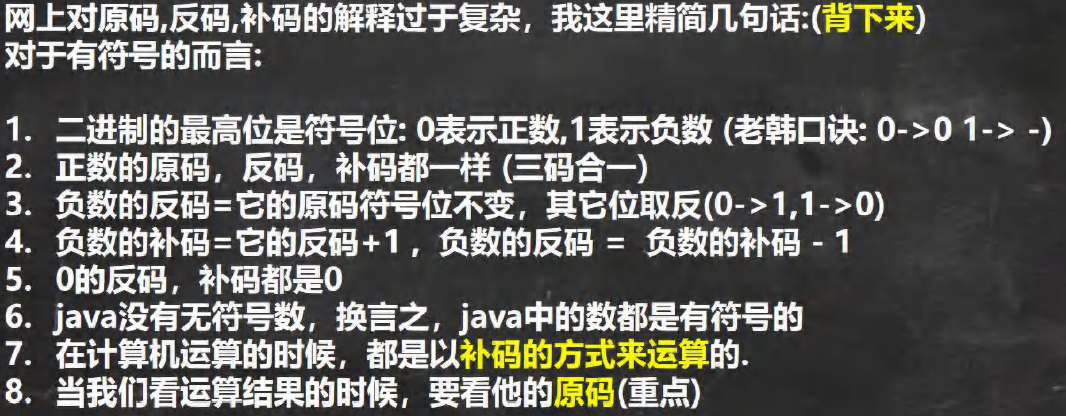 网上对原码,反码,补码的解释过于复杂，我这里精简几句话:(背下来)
对于有符号的而言:
1. 二进制的最高位是符号位: 0表示正数,1表示负数 (老韩口诀: 0->0 1-> -)
2. 正数的原码，反码，补码都一样 (三码合一)
3. 负数的反码=它的原码符号位不变，其它位取反(0->1,1->0)
4. 负数的补码=它的反码+1 ，负数的反码 = 负数的补码 - 1
5. 0的反码，补码都是0
6. java没有无符号数，换言之，java中的数都是有符号的
7. 在计算机运算的时候，都是以补码的方式来运算的.
8. 当我们看运算结果的时候，要看他的原码(重点)